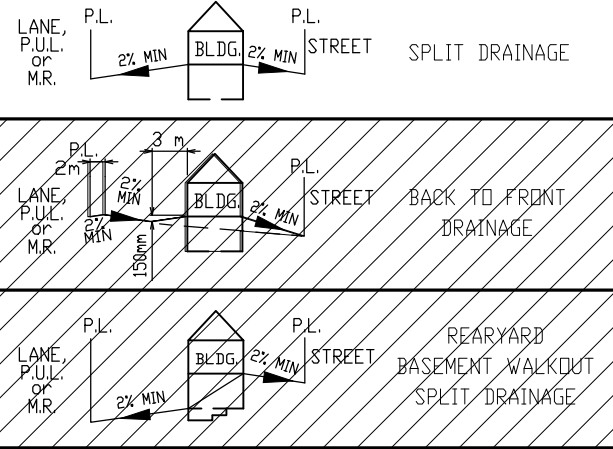 LANE,
P.U.L.
or
M.R.
P.L.
2% MIN
BLDG.
2% MIN
P.L.
STREET
SPLIT DRAINAGE
LANE,
P.U.L.
or
M.R.
P.L.
2m
2%
MIN
2%
MIN
3 m
150mm
BLDG.
2% MIN
P.L.
STREET
BACK TO FRONT
DRAINAGE
LANE,
P.U.L.
or
M.R.
P.L.
2% MIN
BLDG.
2% MIN
P.L.
STREET
REARYARD
BASEMENT WALKOUT
SPLIT DRAINAGE